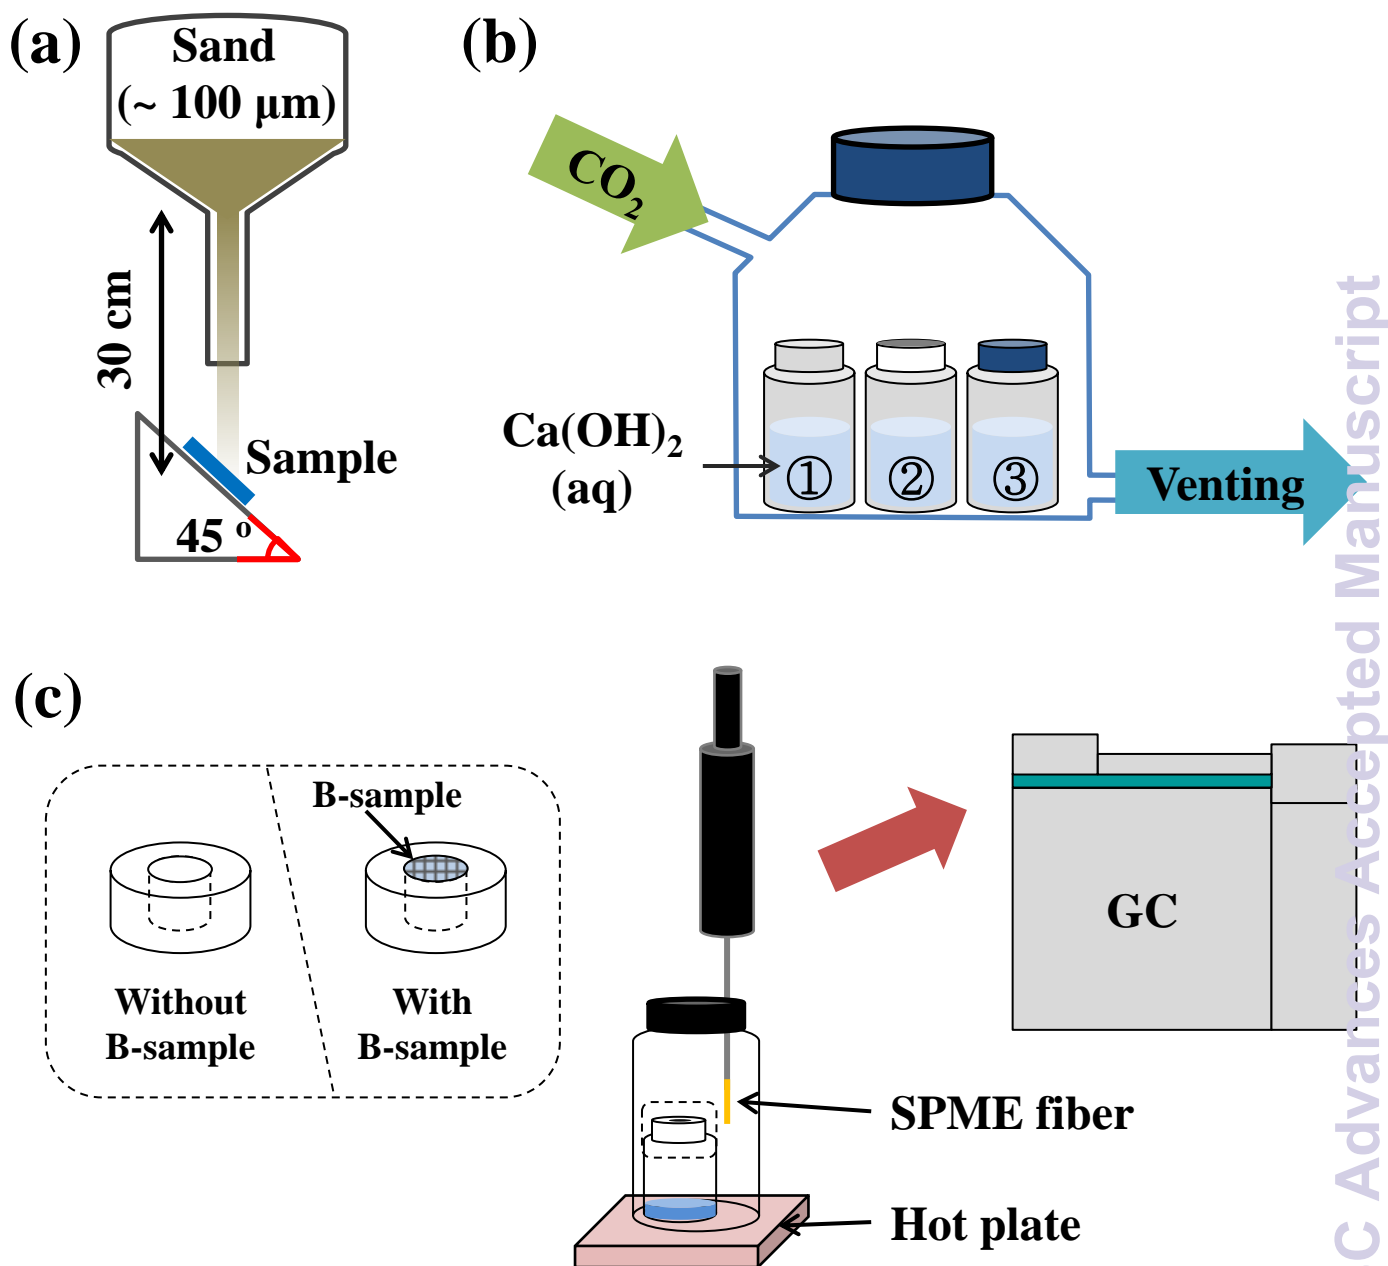 (a)
Sand
(~ 100 μm)
30 cm
Sample
45 °
(b)
CO₂
Ca(OH)₂
(aq)
①
②
③
Venting
(c)
B-sample
Without
B-sample
With
B-sample
GC
SPME fiber
Hot plate
C Advances Accepted Manuscript